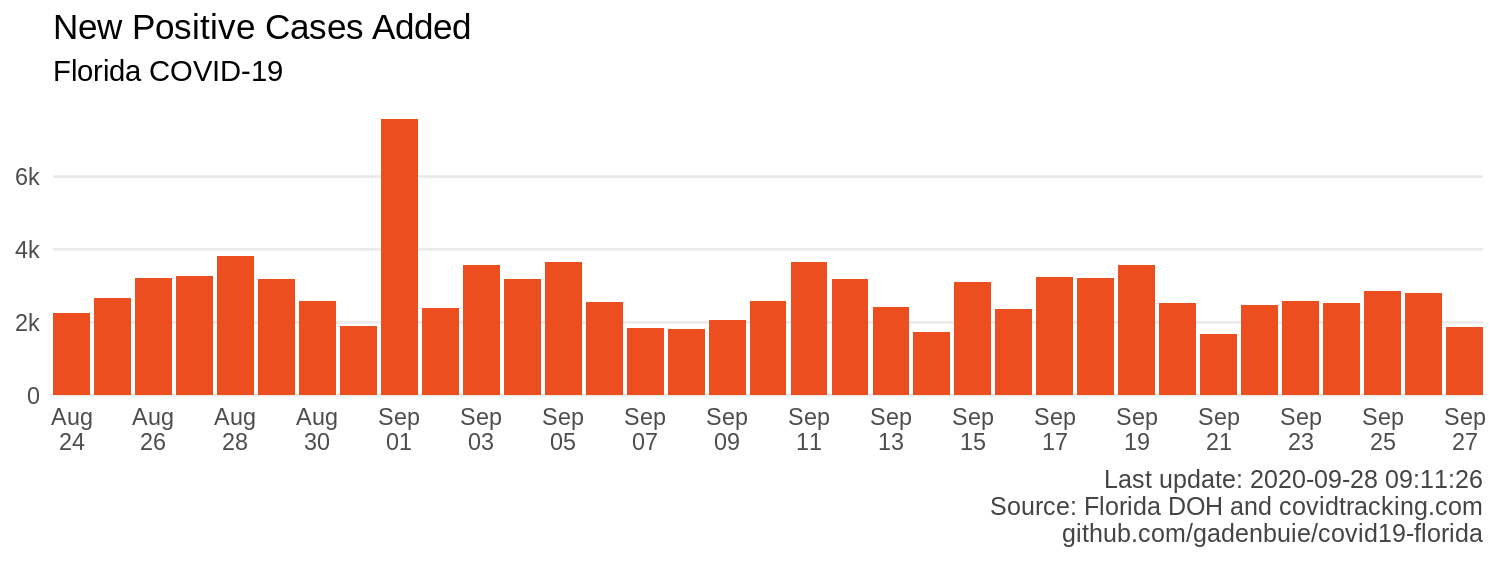 New Positive Cases Added
Florida COVID-19
6k
4k
2k
0
Aug Aug Aug Aug Sep Sep Sep Sep Sep Sep Sep Sep Sep Sep Sep Sep Sep Sep
24 26 28 30 01 03 05 07 09 11 13 15 17 19 21 23 25 27
Last update: 2020-09-28 09:11:26
Source: Florida DOH and covidtracking.com
github.com/gadenbuie/covid19-florida